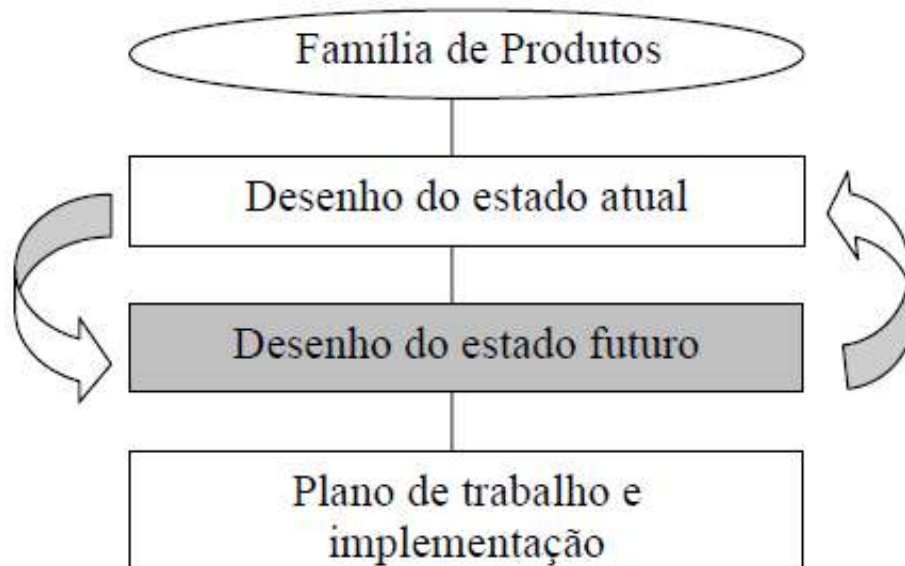 Família de Produtos
Desenho do estado atual
Desenho do estado futuro
Plano de trabalho e
implementação